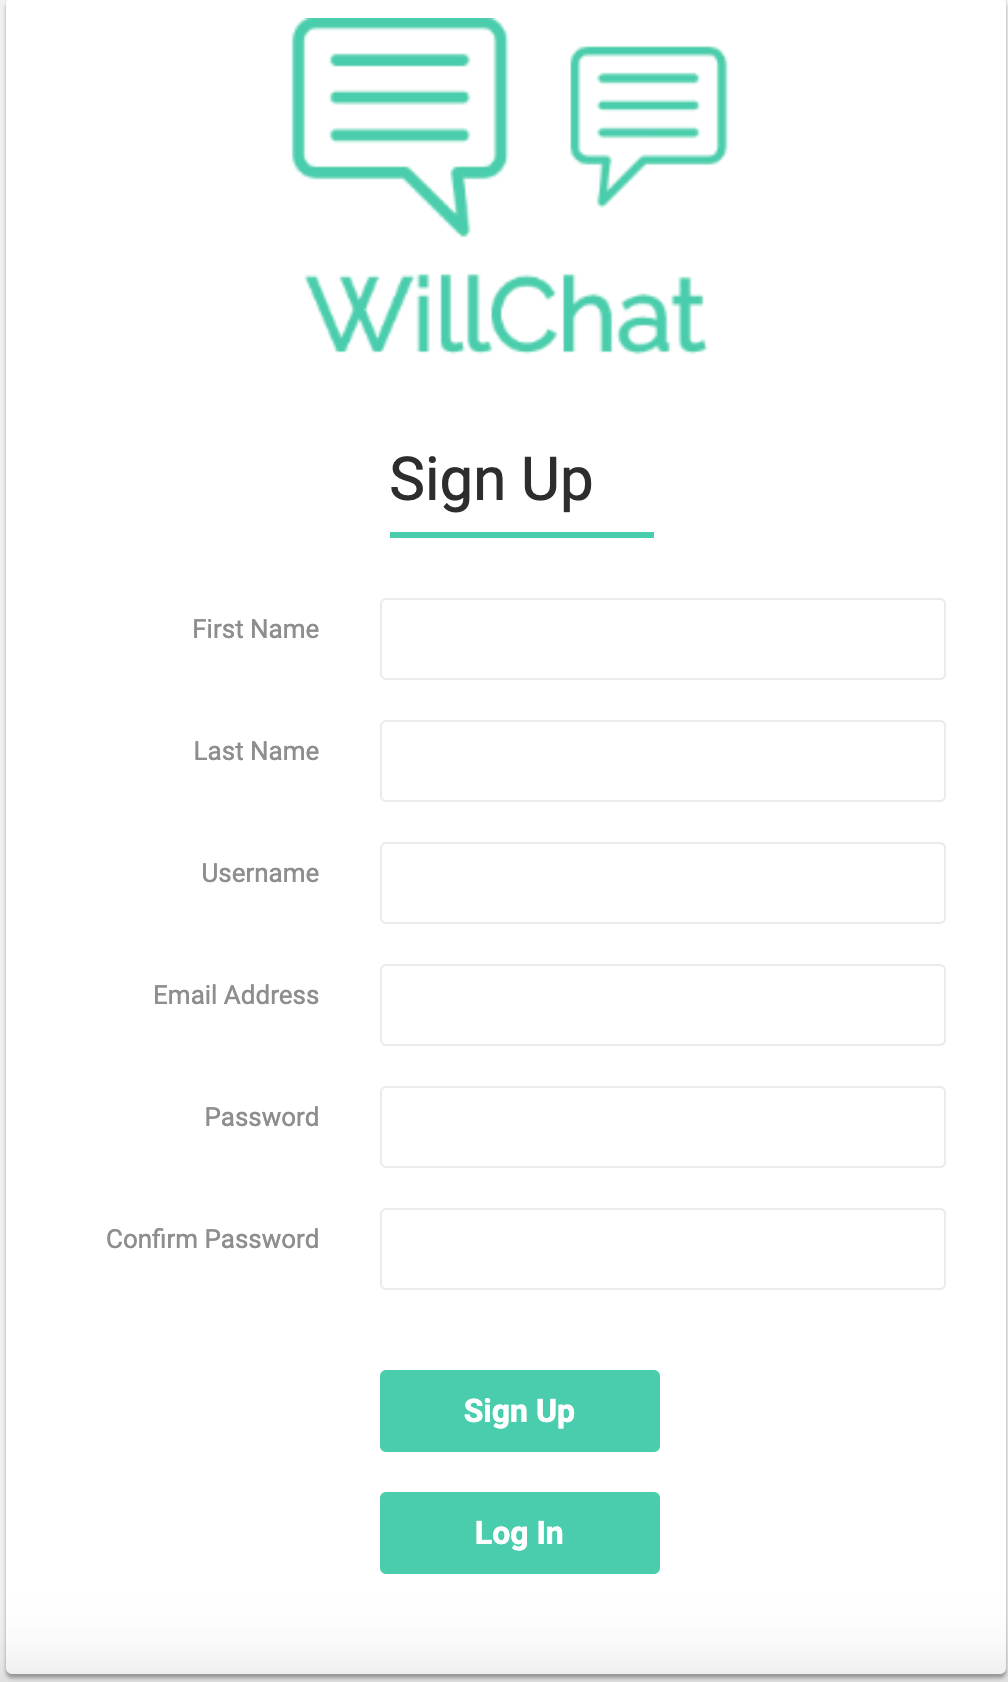 WillChat
Sign Up
First Name
Last Name
Username
Email Address
Password
Confirm Password
Sign Up
Log In